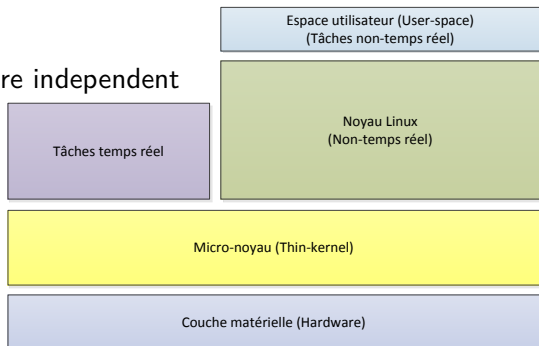 Espace utilisateur (User-space)
(Tâches non-temps réel)
re independent
Noyau Linux
(Non-temps réel)
Tâches temps réel
Micro-noyau (Thin-kernel)
Couche matérielle (Hardware)